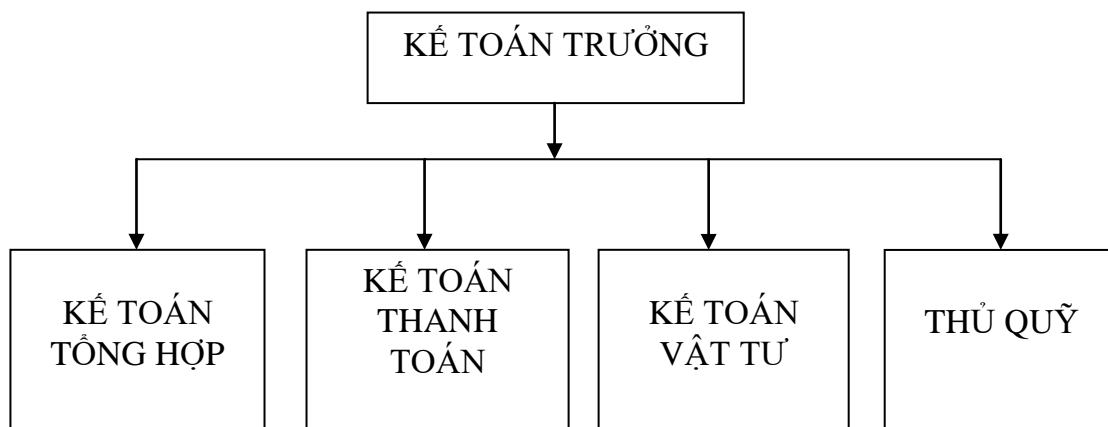 KẾ TOÁN TRƯỞNG
KẾ TOÁN
TỔNG HỢP
KẾ TOÁN
THANH
TOÁN
KẾ TOÁN
VẬT TƯ
THỦ QUỸ